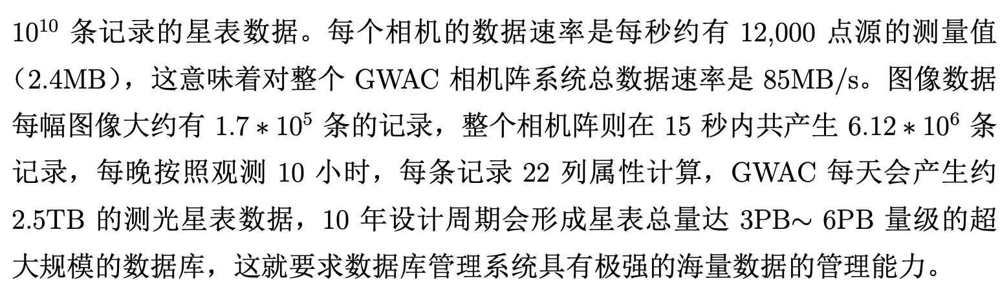 10¹⁰ 条记录的星表数据。每个相机的数据速率是每秒约有 12,000 点源的测量值
（2.4MB），这意味着对整个 GWAC 相机阵系统总数据速率是 85MB/s。图像数据
每幅图像大约有 1.7 * 10⁵ 条的记录，整个相机阵则在 15 秒内共产生 6.12 * 10⁶ 条
记录，每晚按照观测 10 小时，每条记录 22 列属性计算，GWAC 每天会产生约
2.5TB 的测光星表数据，10 年设计周期会形成星表总量达 3PB∼ 6PB 量级的超
大规模的数据库，这就要求数据库管理系统具有极强的海量数据的管理能力。